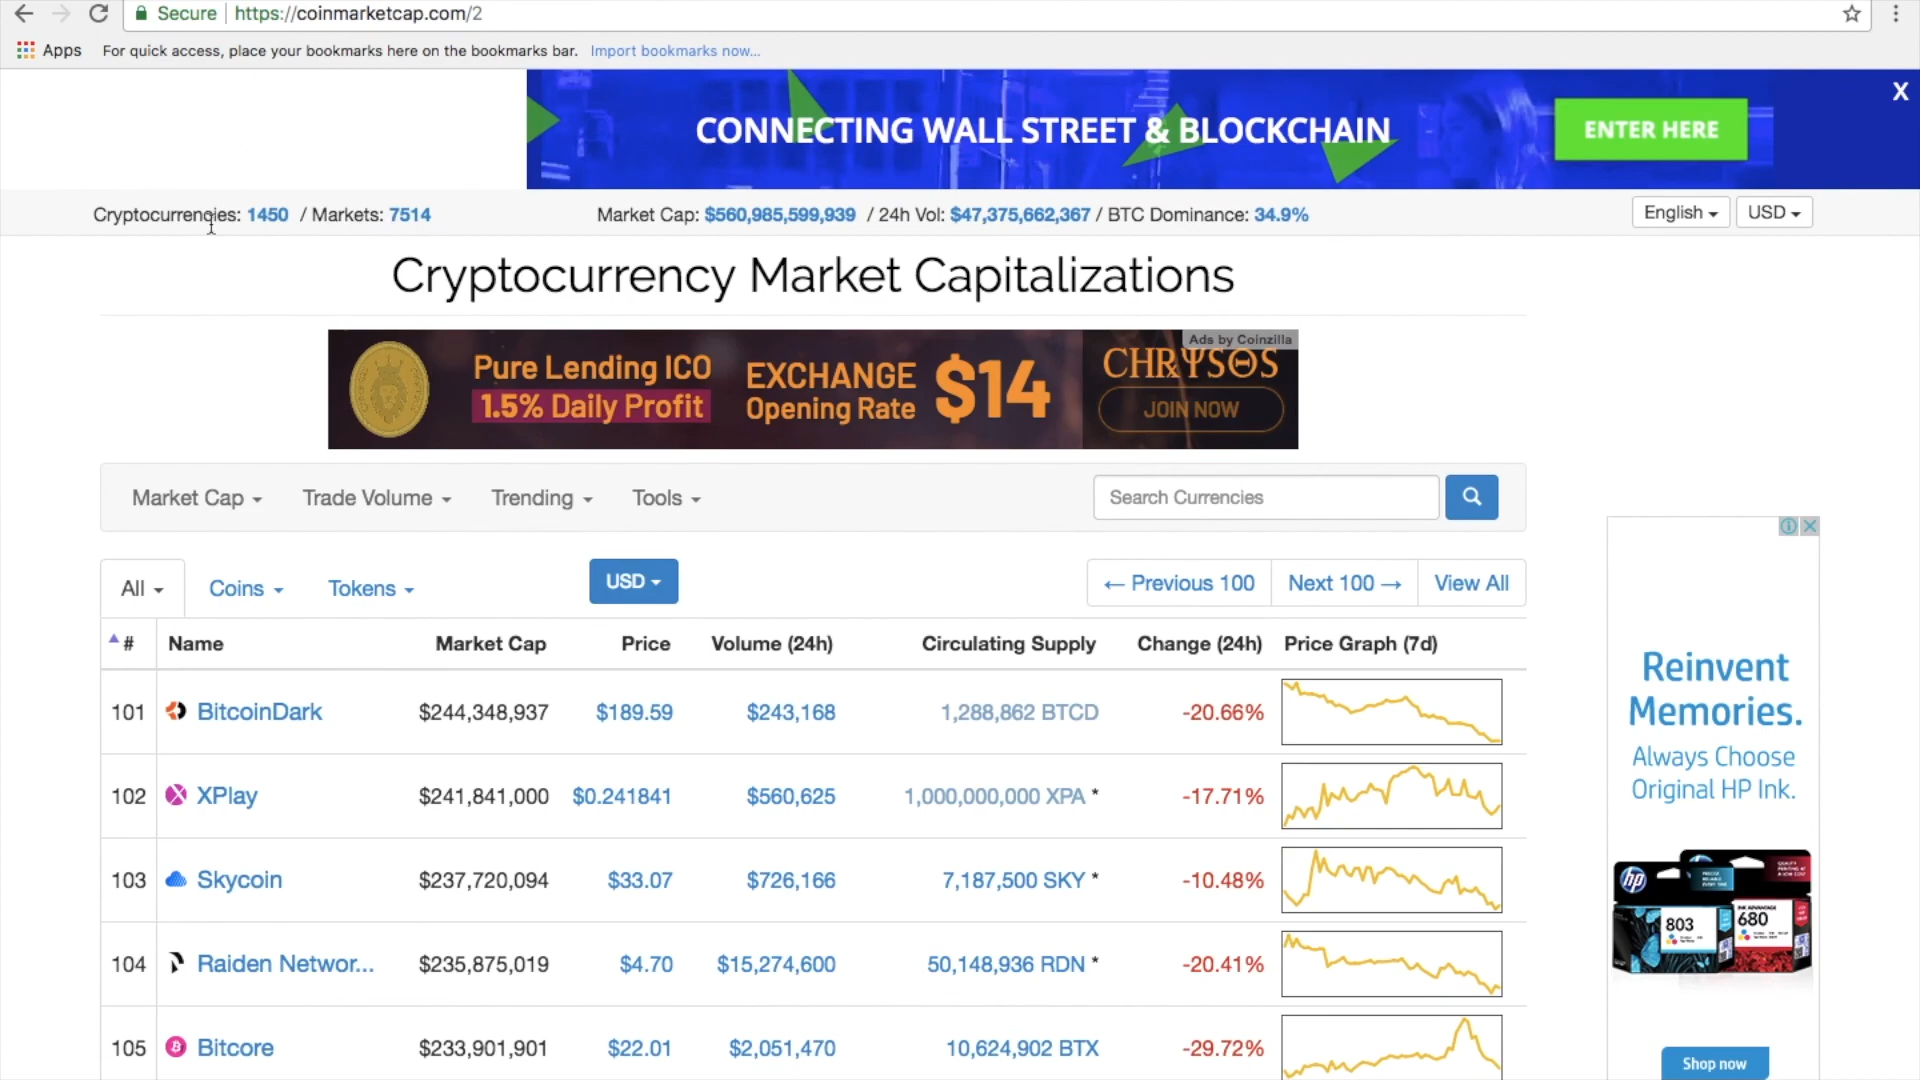 Secure
https://coinmarketcap.com/2
Apps
For quick access, place your bookmarks here on the bookmarks bar. Import bookmarks now...
CONNECTING WALL STREET & BLOCKCHAIN
ENTER HERE
X
Cryptocurrencies: 1450 / Markets: 7514
Market Cap: $560,985,599,939 / 24h Vol: $47,375,662,367 / BTC Dominance: 34.9%
English
USD
Cryptocurrency Market Capitalizations
Ads by Coinzilla
Pure Lending ICO
1.5% Daily Profit
EXCHANGE
Opening Rate
$14
CHRYSOS
JOIN NOW
Market Cap
Trade Volume
Trending
Tools
Search Currencies
All
Coins
Tokens
USD
← Previous 100
Next 100 →
View All
# Name Market Cap Price Volume (24h) Circulating Supply Change (24h) Price Graph (7d)
101 BitcoinDark $244,348,937 $189.59 $243,168 1,288,862 BTCD -20.66%
102 XPlay $241,841,000 $0.241841 $560,625 1,000,000,000 XPA * -17.71%
103 Skycoin $237,720,094 $33.07 $726,166 7,187,500 SKY * -10.48%
104 Raiden Networ... $235,875,019 $4.70 $15,274,600 50,148,936 RDN * -20.41%
105 Bitcore $233,901,901 $22.01 $2,051,470 10,624,902 BTX -29.72%
Reinvent
Memories.
Always Choose
Original HP Ink.
hp
803
INK ADVANTAGE
680
Shop now